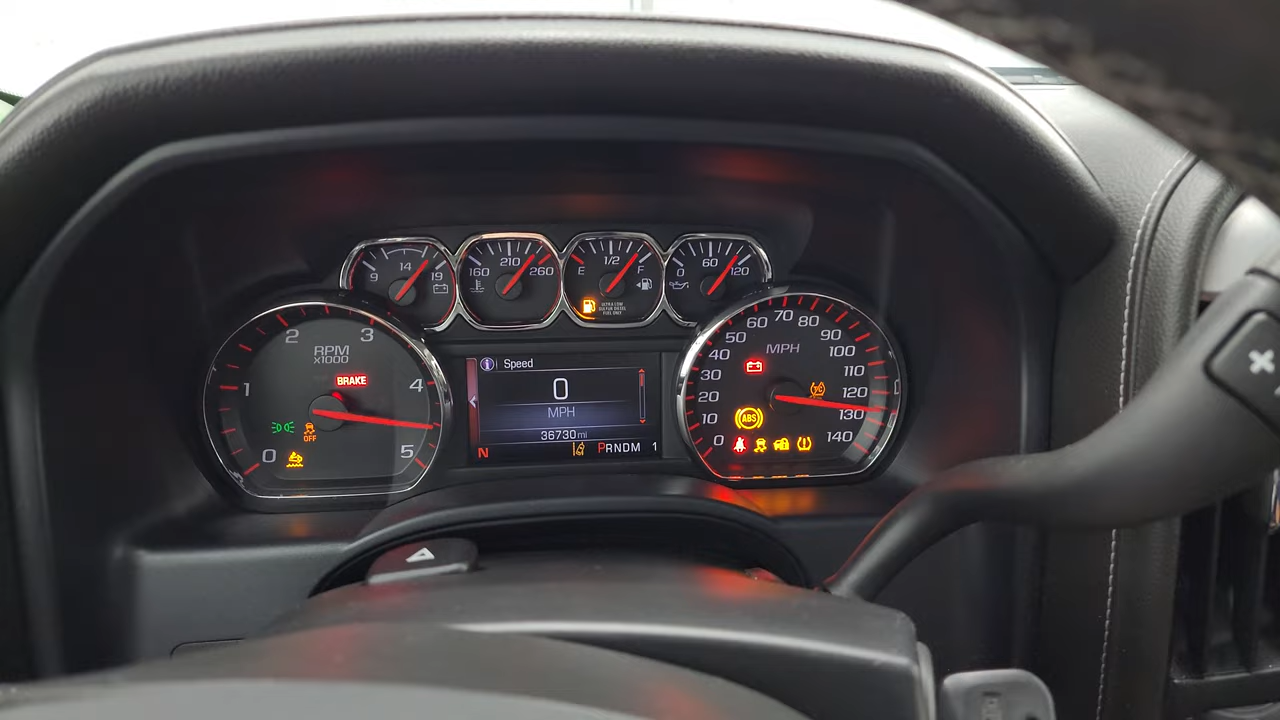 9 14 19
160 210 260
E 1/2 F
ULTRA LOW
SULFUR DIESEL
FUEL ONLY
0 60 120
0 1 2 3 4 5
RPM
X1000
BRAKE
OFF
Speed
0
MPH
36730 mi
N
PRNDM 1
0 10 20 30 40 50 60 70 80 90 100 110 120 130 140
MPH
ABS